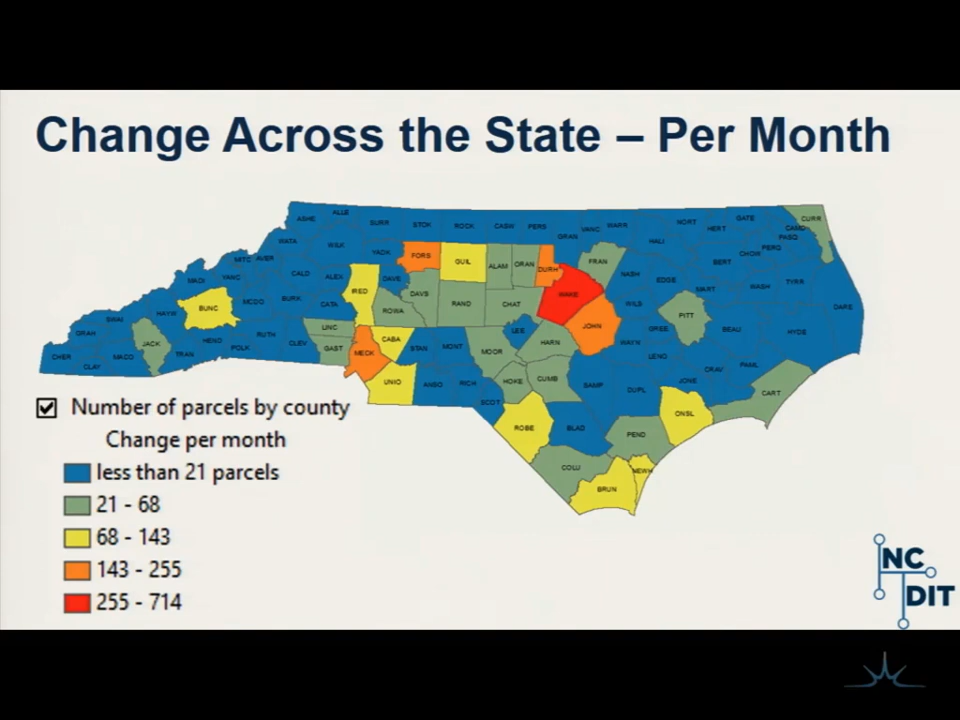 Change Across the State – Per Month
ASHE ALLE SURR STOK ROCK CASW PERS GRAN VANC WARR NORT HERT GATE CAMD CURR PASQ
WATA WILK YADK FORS GUIL ALAM ORAN DURH FRAN HALI BERT CHOW PERQ
MITC AVER CALD ALEX IRED DAVE DAVS RAND CHAT WAKE NASH EDGE MART WASH TYRR DARE
MADI YANC BURK CATA ROWA JOHN WILS PITT BEAU HYDE
SWAI HAYW BUNC MCDO LINC LEE HARN WAYN GREE
GRAH JACK HEND RUTH CLEV GAST MECK CABA STAN MONT MOOR LENO CRAV PAML
CHER CLAY MACO TRAN POLK UNIO ANSO RICH HOKE CUMB SAMP DUPL JONE CART
SCOT ROBE BLAD PEND ONSL
COLU BRUN NEWH
Number of parcels by county
Change per month
less than 21 parcels
21 - 68
68 - 143
143 - 255
255 - 714
NC
DIT